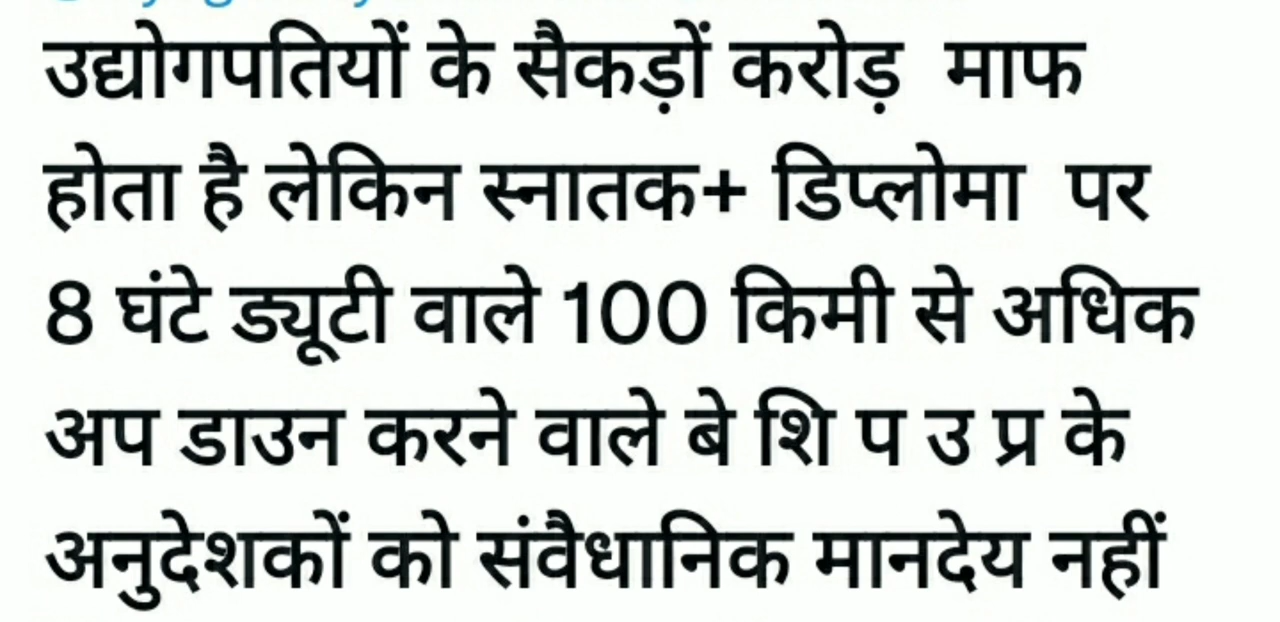 उद्योगपतियों के सैकड़ों करोड़ माफ
होता है लेकिन स्नातक+ डिप्लोमा पर
8 घंटे ड्यूटी वाले 100 किमी से अधिक
अप डाउन करने वाले बे शि प उ प्र के
अनुदेशकों को संवैधानिक मानदेय नहीं